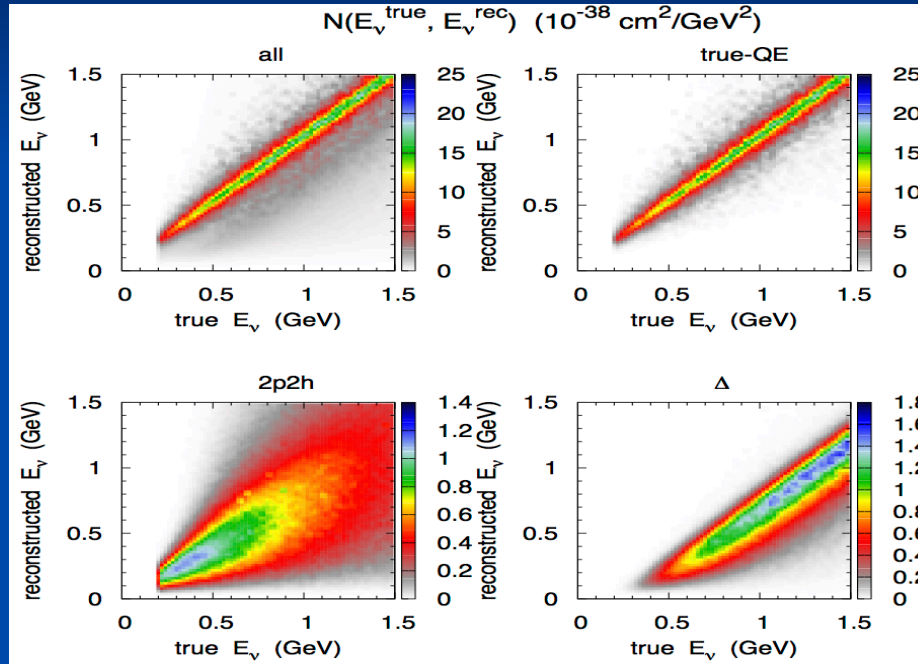 N(E_ν^true, E_ν^rec) (10^-38 cm^2/GeV^2)
all
reconstructed E_ν (GeV)
1.5
1
0.5
0
0 0.5 1 1.5
true E_ν (GeV)
25
20
15
10
5
0
true-QE
reconstructed E_ν (GeV)
1.5
1
0.5
0
0 0.5 1 1.5
true E_ν (GeV)
25
20
15
10
5
0
2p2h
reconstructed E_ν (GeV)
1.5
1
0.5
0
0 0.5 1 1.5
true E_ν (GeV)
1.4
1.2
1
0.8
0.6
0.4
0.2
0
Δ
reconstructed E_ν (GeV)
1.5
1
0.5
0
0 0.5 1 1.5
true E_ν (GeV)
1.8
1.6
1.4
1.2
1
0.8
0.6
0.4
0.2
0